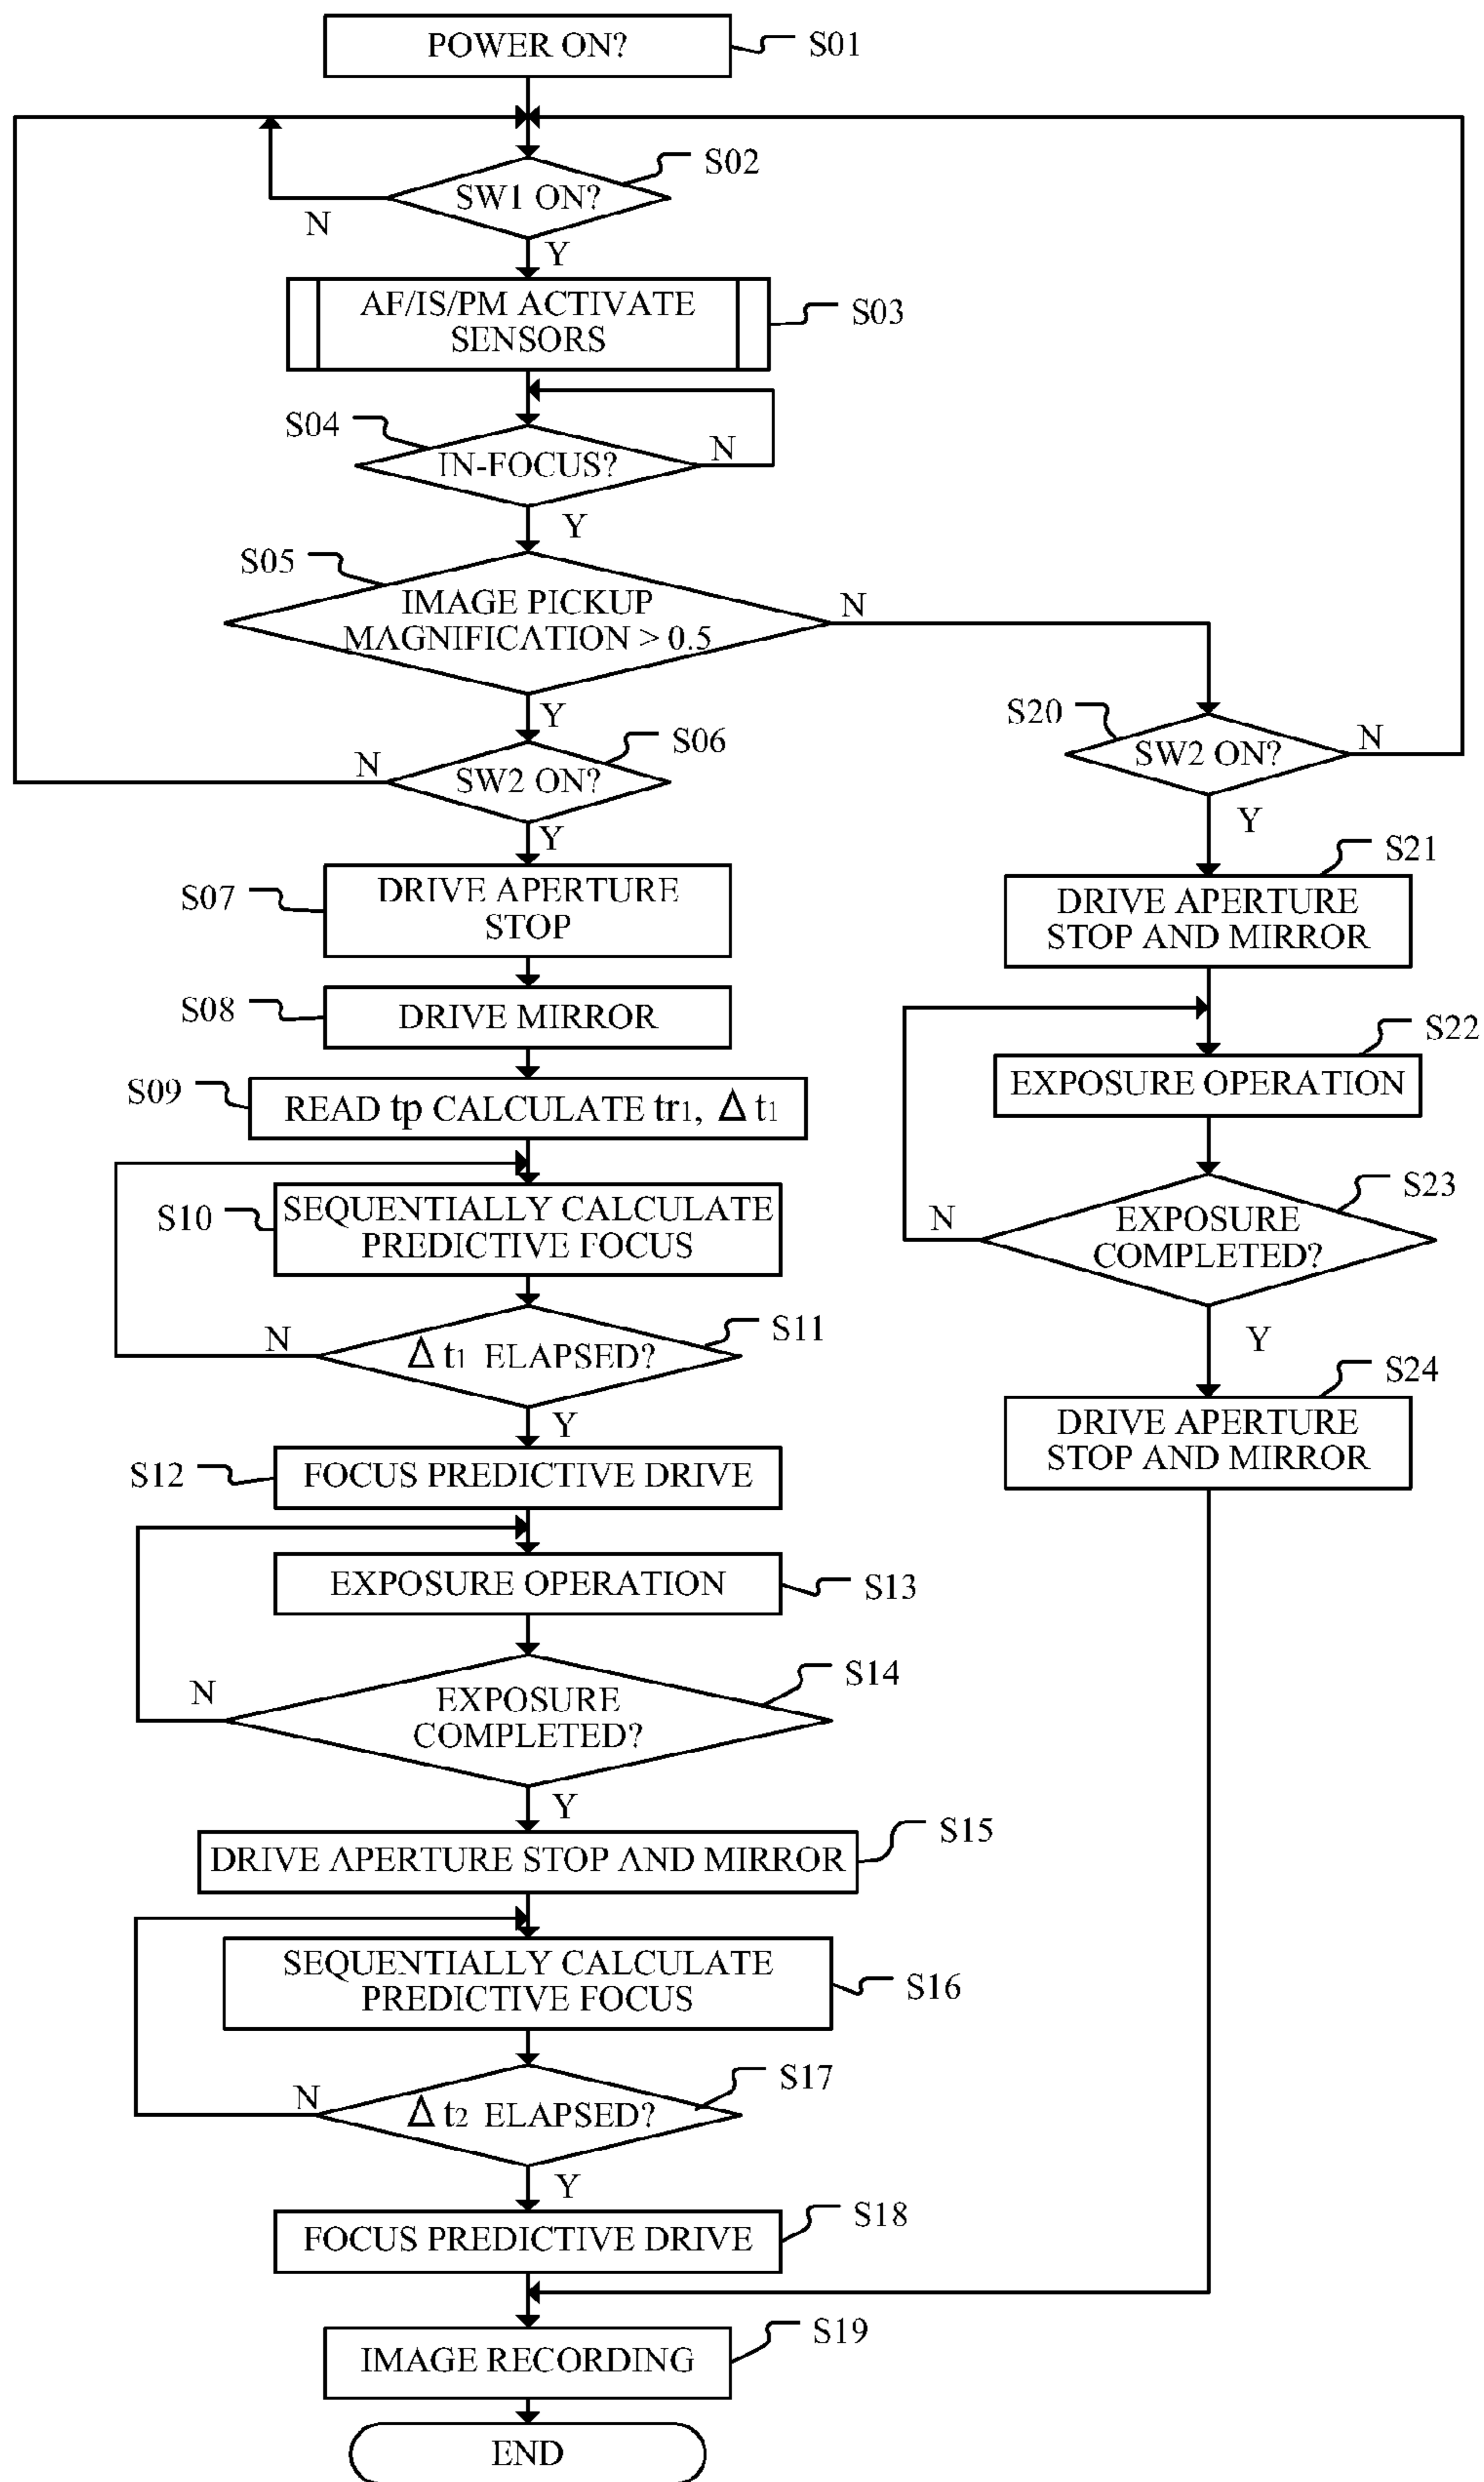 POWER ON?
S01
S02
SW1 ON?
N
Y
AF/IS/PM ACTIVATE
SENSORS
S03
S04
IN-FOCUS?
N
Y
S05
IMAGE PICKUP
MAGNIFICATION > 0.5
N
Y
S06
SW2 ON?
N
Y
S07
DRIVE APERTURE
STOP
S08
DRIVE MIRROR
S09
READ tp CALCULATE tr1, Δ t1
S10
SEQUENTIALLY CALCULATE
PREDICTIVE FOCUS
S11
Δ t1 ELAPSED?
N
Y
S12
FOCUS PREDICTIVE DRIVE
EXPOSURE OPERATION
S13
S14
EXPOSURE
COMPLETED?
N
Y
DRIVE APERTURE STOP AND MIRROR
S15
SEQUENTIALLY CALCULATE
PREDICTIVE FOCUS
S16
S17
Δ t2 ELAPSED?
N
Y
FOCUS PREDICTIVE DRIVE
S18
S20
SW2 ON?
N
Y
S21
DRIVE APERTURE
STOP AND MIRROR
S22
EXPOSURE OPERATION
S23
EXPOSURE
COMPLETED?
N
Y
S24
DRIVE APERTURE
STOP AND MIRROR
IMAGE RECORDING
S19
END